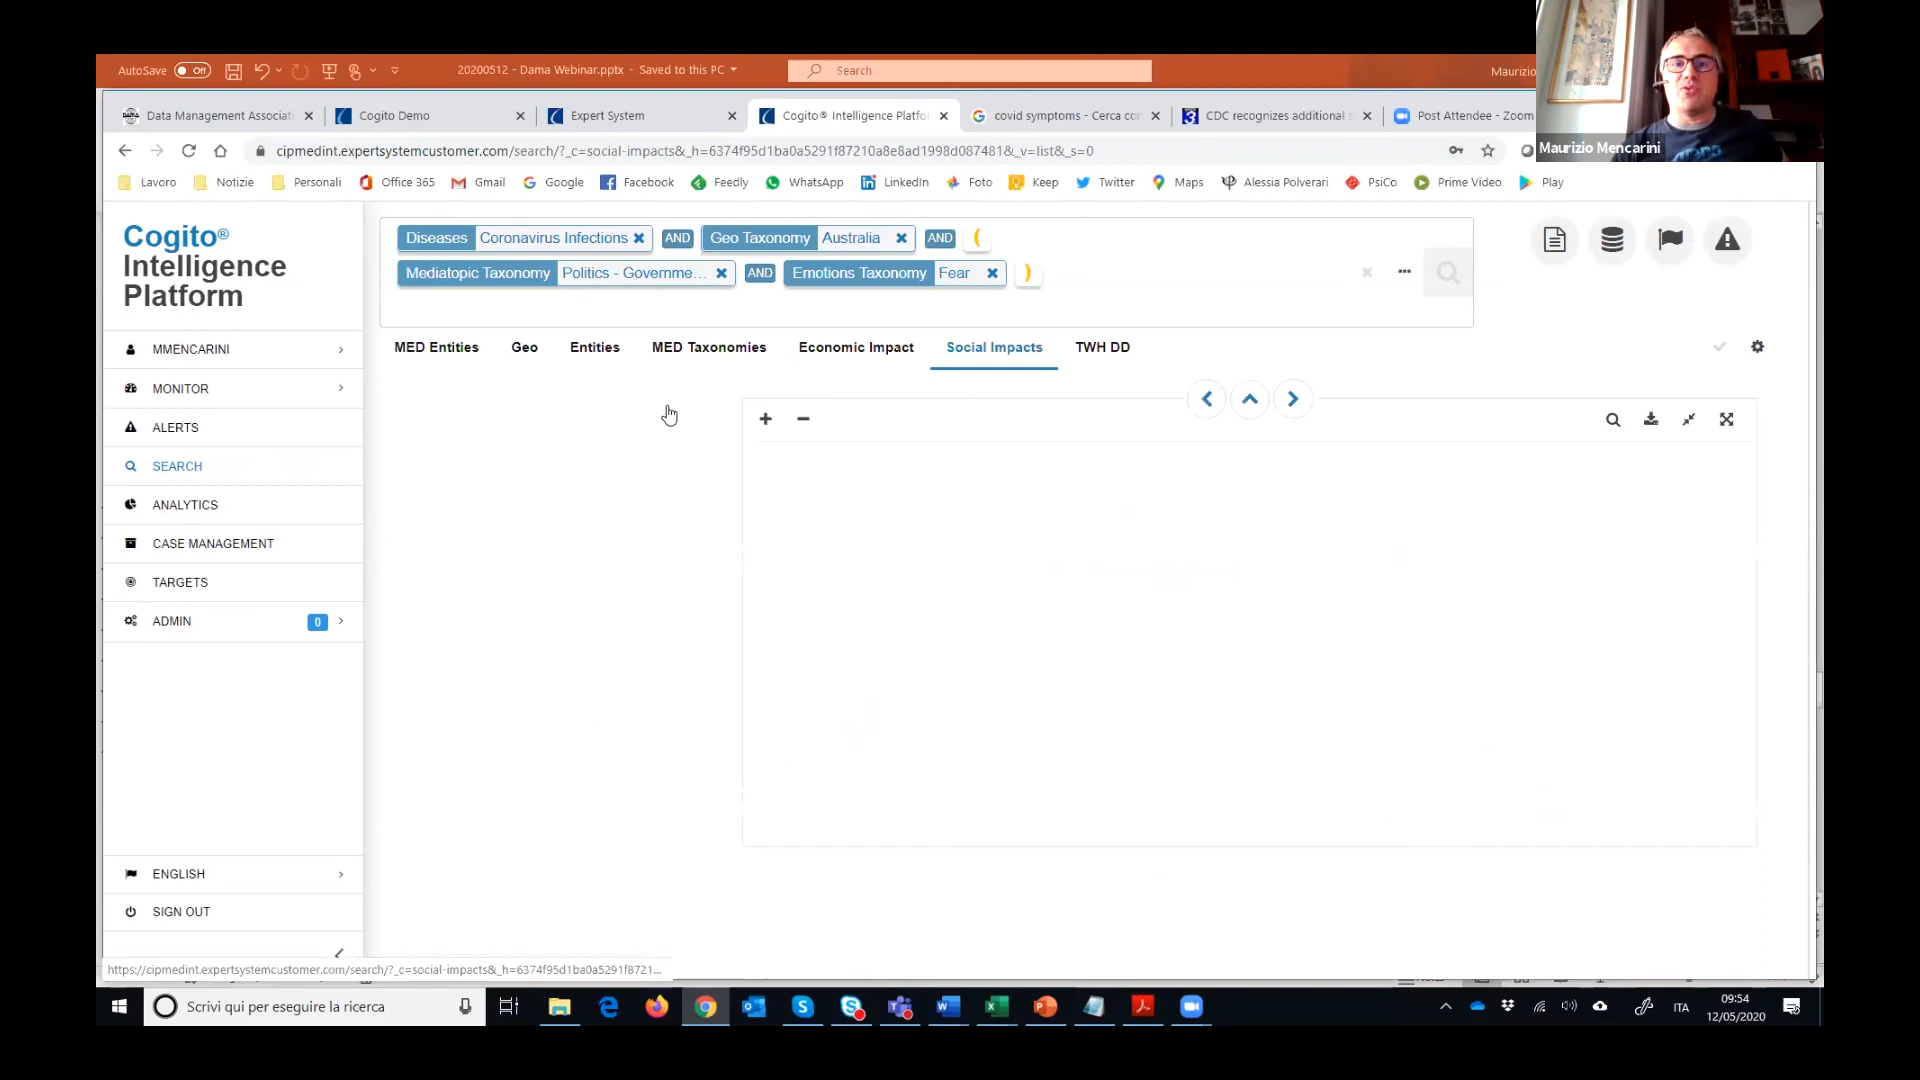 AutoSave Off
20200512 - Dama Webinar.pptx - Saved to this PC
Search
Maurizio
Maurizio Mencarini
Data Management Associati
Cogito Demo
Expert System
Cogito® Intelligence Platfo
covid symptoms - Cerca co
CDC recognizes additional s
Post Attendee - Zoom
cipmedint.expertsystemcustomer.com/search/?_c=social-impacts&_h=6374f95d1ba0a5291f87210a8e8ad1998d087481&_v=list&_s=0
Lavoro Notizie Personali Office 365 Gmail Google Facebook Feedly WhatsApp LinkedIn Foto Keep Twitter Maps Alessia Polverari PsiCo Prime Video Play
Cogito®
Intelligence
Platform
Diseases Coronavirus Infections AND Geo Taxonomy Australia AND (
Mediatopic Taxonomy Politics - Governme... AND Emotions Taxonomy Fear )
MED Entities Geo Entities MED Taxonomies Economic Impact Social Impacts TWH DD
MMENCARINI
MONITOR
ALERTS
SEARCH
ANALYTICS
CASE MANAGEMENT
TARGETS
ADMIN 0
ENGLISH
SIGN OUT
https://cipmedint.expertsystemcustomer.com/search/?_c=social-impacts&_h=6374f95d1ba0a5291f8721...
Scrivi qui per eseguire la ricerca
ITA
09:54
12/05/2020